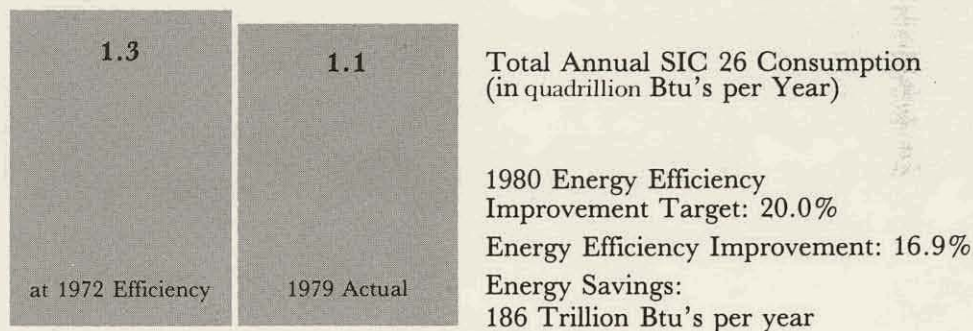 1.3
1.1
at 1972 Efficiency
1979 Actual
Total Annual SIC 26 Consumption
(in quadrillion Btu's per Year)
1980 Energy Efficiency
Improvement Target: 20.0%
Energy Efficiency Improvement: 16.9%
Energy Savings:
186 Trillion Btu's per year